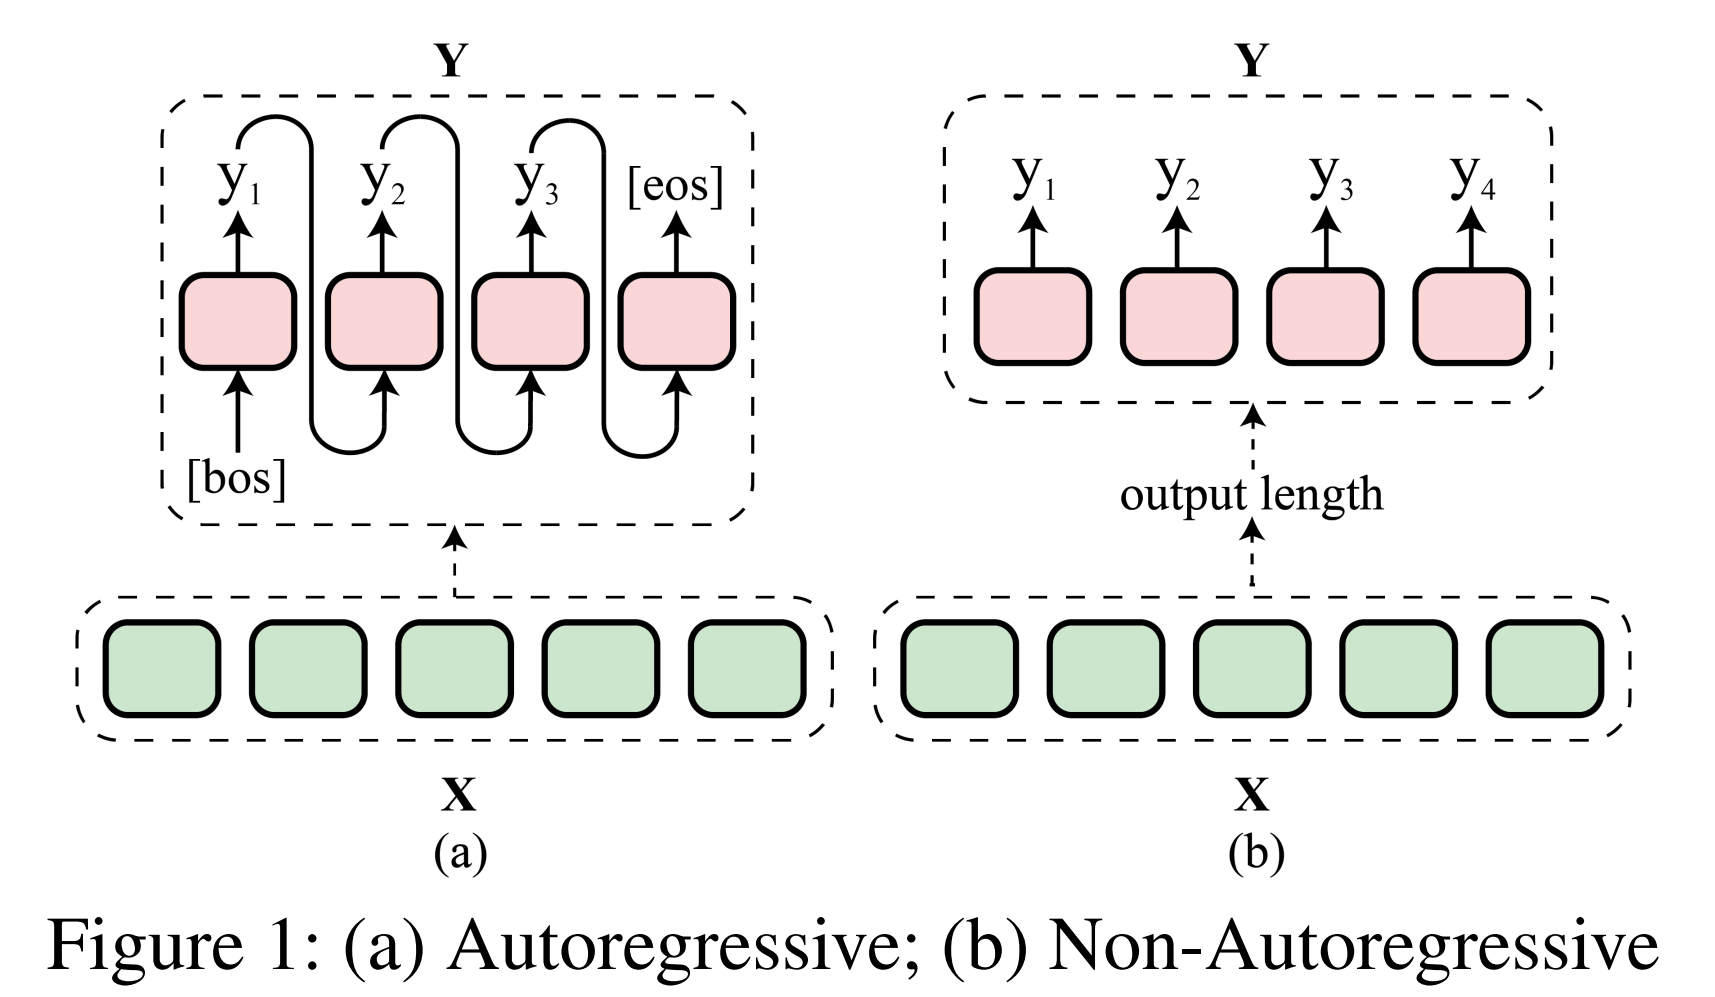 Y
y1 y2 y3 [eos]
[bos]
X
(a)
Y
y1 y2 y3 y4
output length
X
(b)
Figure 1: (a) Autoregressive; (b) Non-Autoregressive